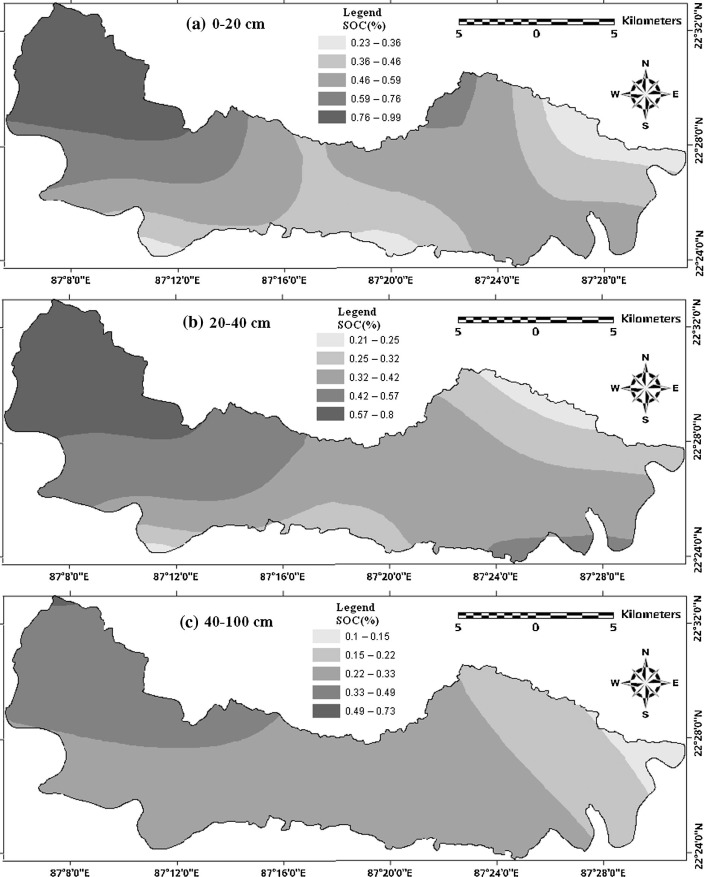 (a) 0-20 cm
Legend
SOC(%)
0.23 – 0.36
0.36 – 0.46
0.46 – 0.59
0.59 – 0.76
0.76 – 0.99
Kilometers
5 0 5
N
W E
S
22°32'0"N
22°28'0"N
22°24'0"N
87°8'0"E 87°12'0"E 87°16'0"E 87°20'0"E 87°24'0"E 87°28'0"E
(b) 20-40 cm
Legend
SOC(%)
0.21 – 0.25
0.25 – 0.32
0.32 – 0.42
0.42 – 0.57
0.57 – 0.8
Kilometers
5 0 5
N
W E
S
22°32'0"N
22°28'0"N
22°24'0"N
87°8'0"E 87°12'0"E 87°16'0"E 87°20'0"E 87°24'0"E 87°28'0"E
(c) 40-100 cm
Legend
SOC(%)
0.1 – 0.15
0.15 – 0.22
0.22 – 0.33
0.33 – 0.49
0.49 – 0.73
Kilometers
5 0 5
N
W E
S
22°32'0"N
22°28'0"N
22°24'0"N
87°8'0"E 87°12'0"E 87°16'0"E 87°20'0"E 87°24'0"E 87°28'0"E